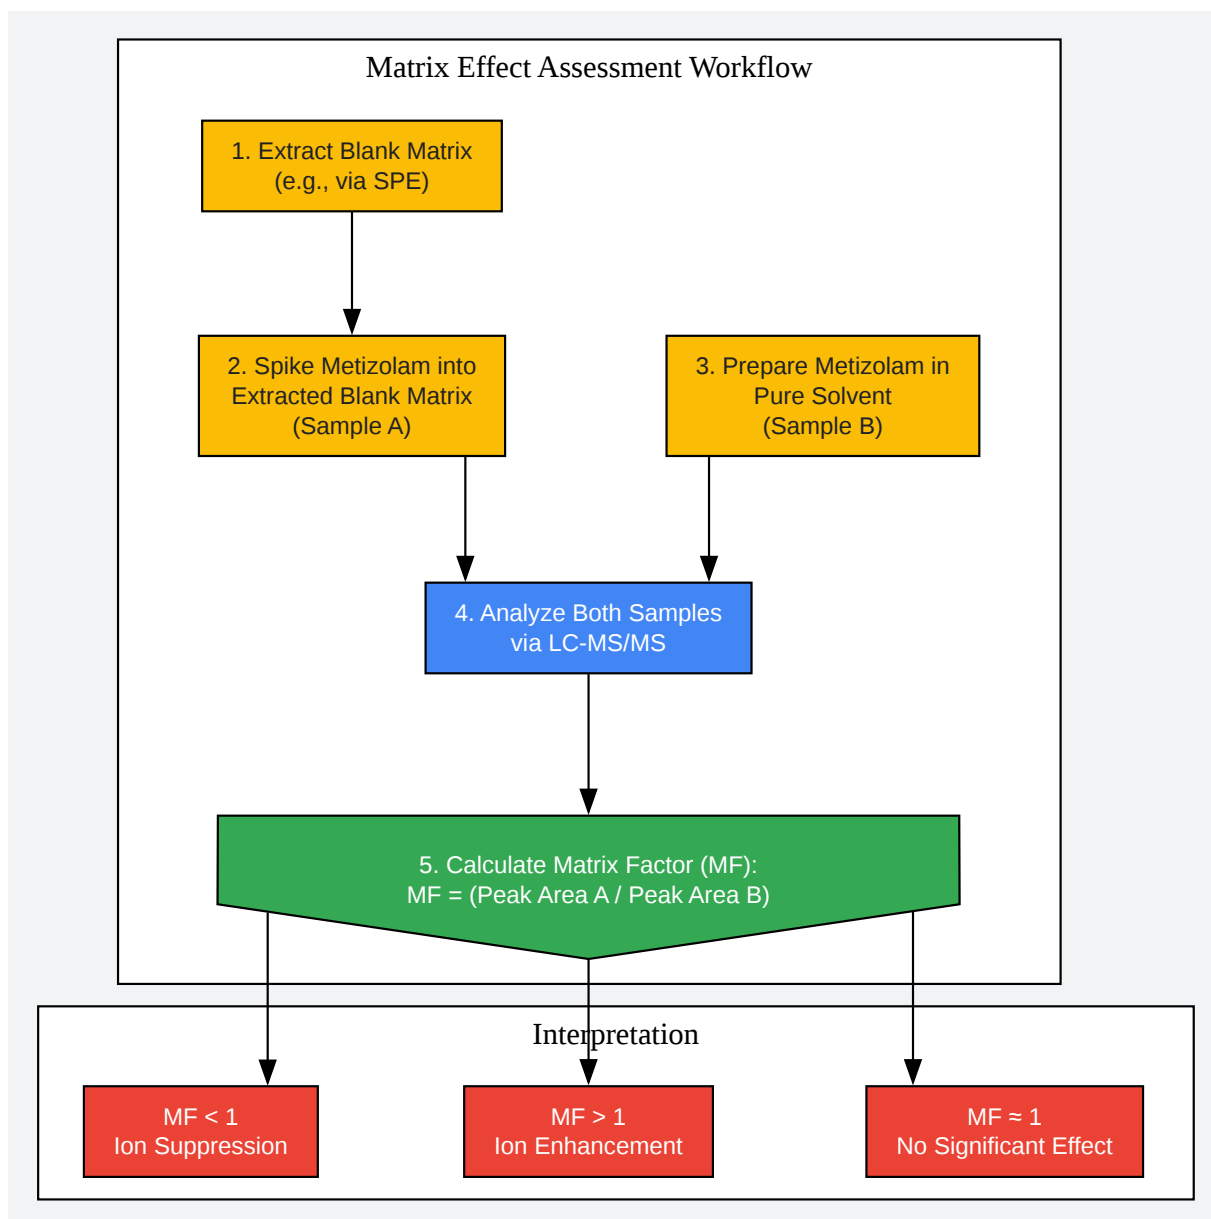 Matrix Effect Assessment Workflow
1. Extract Blank Matrix
(e.g., via SPE)
2. Spike Metizolam into
Extracted Blank Matrix
(Sample A)
3. Prepare Metizolam in
Pure Solvent
(Sample B)
4. Analyze Both Samples
via LC-MS/MS
5. Calculate Matrix Factor (MF):
MF = (Peak Area A / Peak Area B)
Interpretation
MF < 1
Ion Suppression
MF > 1
Ion Enhancement
MF ≈ 1
No Significant Effect